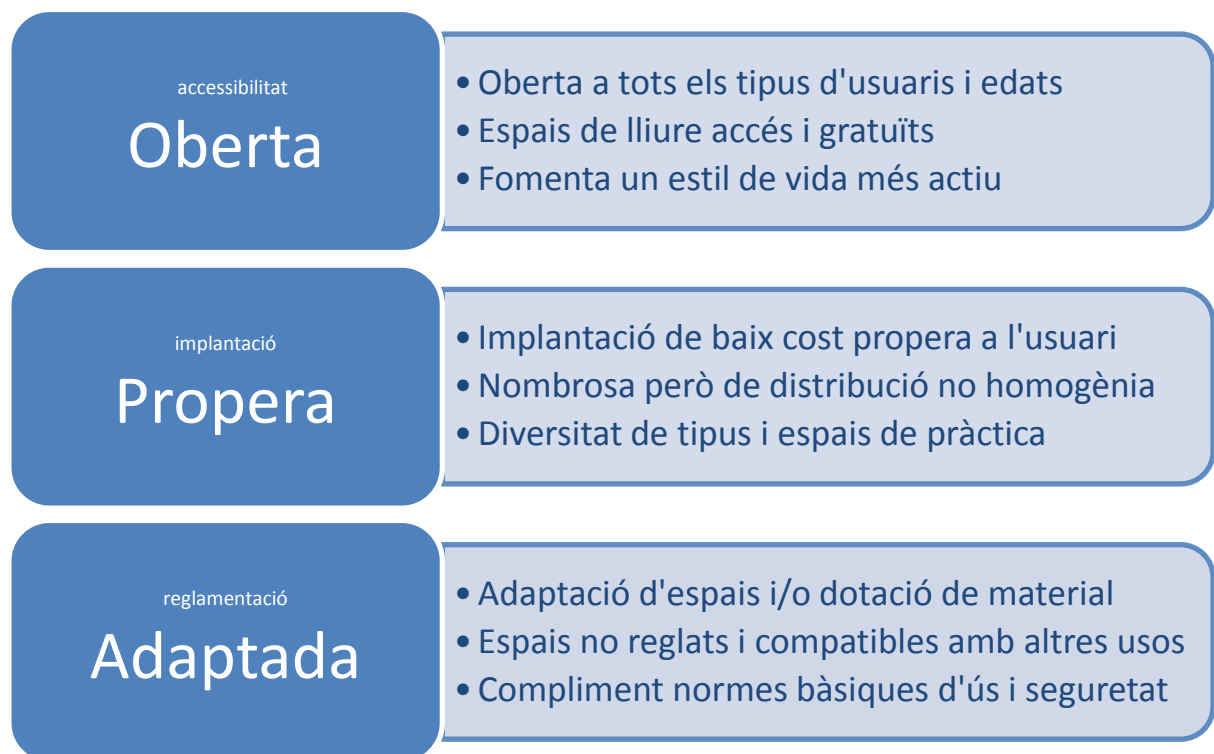 accessibilitat
Oberta
• Oberta a tots els tipus d'usuaris i edats
• Espais de lliure accés i gratuïts
• Fomenta un estil de vida més actiu
implantació
Propera
• Implantació de baix cost propera a l'usuari
• Nombrosa però de distribució no homogènia
• Diversitat de tipus i espais de pràctica
reglamentació
Adaptada
• Adaptació d'espais i/o dotació de material
• Espais no reglats i compatibles amb altres usos
• Compliment normes bàsiques d'ús i seguretat